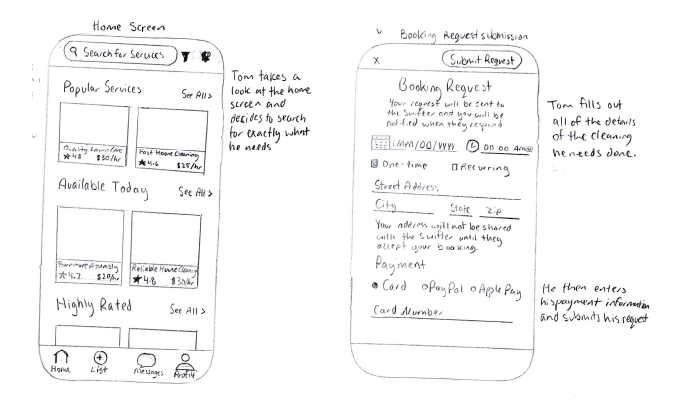 Home Screen
Search for Services
Popular Services
See All >
Quality Lawn Care
★ 4.8 $30/hr
Fast Home Cleaning
★ 4.6 $25/hr
Available Today
See All >
Assembly
★ 4.7 $20/hr
Reliable Home Cleaning
★ 4.8 $30/hr
Highly Rated
See All >
Home
List
Messages
Profile
Tom takes a
look at the home
screen and
decides to search
for exactly what
he needs
Booking Request submission
X
Submit Request
Booking Request
Your request will be sent to
the Swifter and you will be
notified when they respond
MM/DD/YYYY
00:00 AM
One-time
Recurring
Street Address
City State Zip
Your address will not be shared
with the Swifter until they
accept your booking.
Payment
Card PayPal Apple Pay
Card Number
Tom fills out
all of the details
of the cleaning
he needs done.
He then enters
his payment information
and submits his request